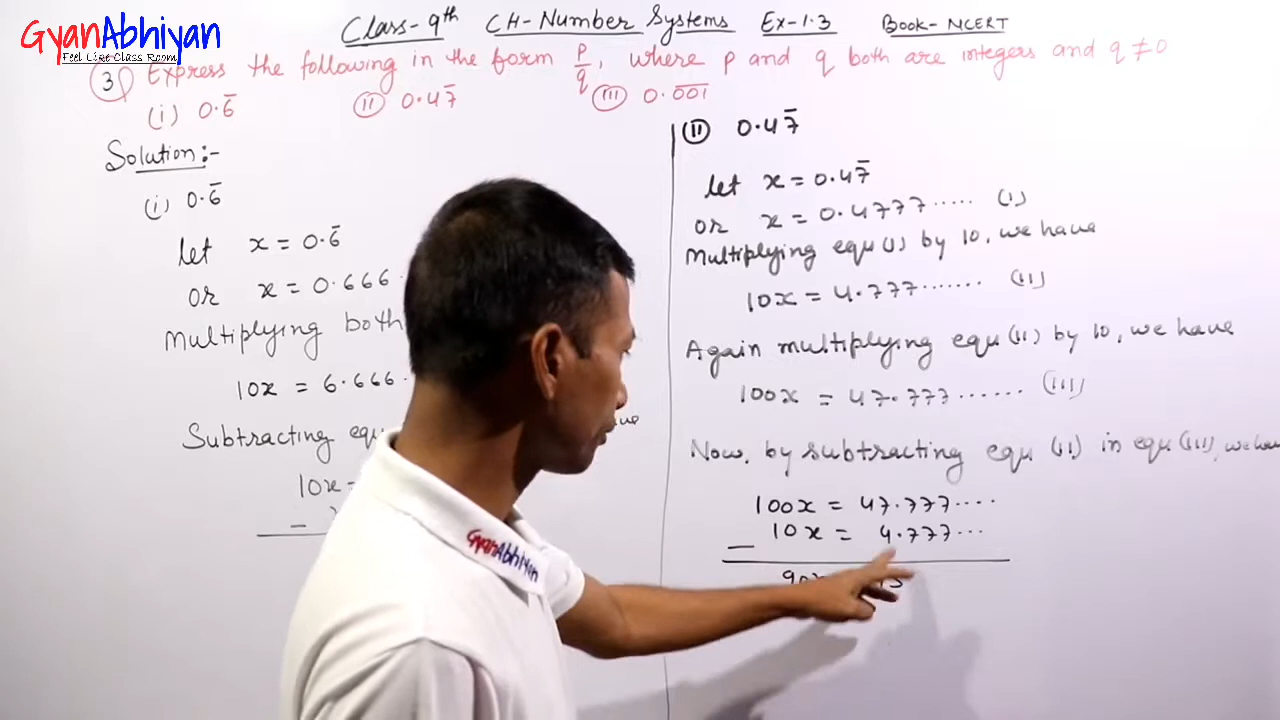 GyanAbhiyan
Feel Like Class Room
Class-9th CH-Number Systems Ex-1.3 Book-NCERT
3) Express the following in the form p/q, where p and q both are integers and q ≠ 0
(i) 0.6̅ (ii) 0.47̅ (iii) 0.0̅0̅1̅
Solution:-
(i) 0.6̅
let x = 0.6̅
or x = 0.666
Multiplying both
10x = 6.666
Subtracting equ
10x =
(ii) 0.47̅
let x = 0.47̅
or x = 0.4777..... (i)
Multiplying equ(i) by 10, we have
10x = 4.777....... (ii)
Again multiplying equ(ii) by 10, we have
100x = 47.777...... (iii)
Now, by subtracting equ (ii) in equ (iii), we have
100x = 47.777....
- 10x = 4.777...
90x
GyanAbhiyan